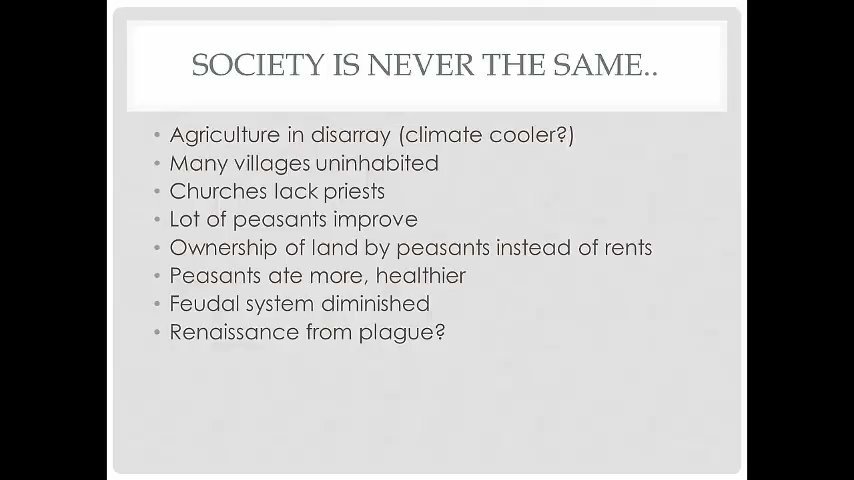 SOCIETY IS NEVER THE SAME..
• Agriculture in disarray (climate cooler?)
• Many villages uninhabited
• Churches lack priests
• Lot of peasants improve
• Ownership of land by peasants instead of rents
• Peasants ate more, healthier
• Feudal system diminished
• Renaissance from plague?